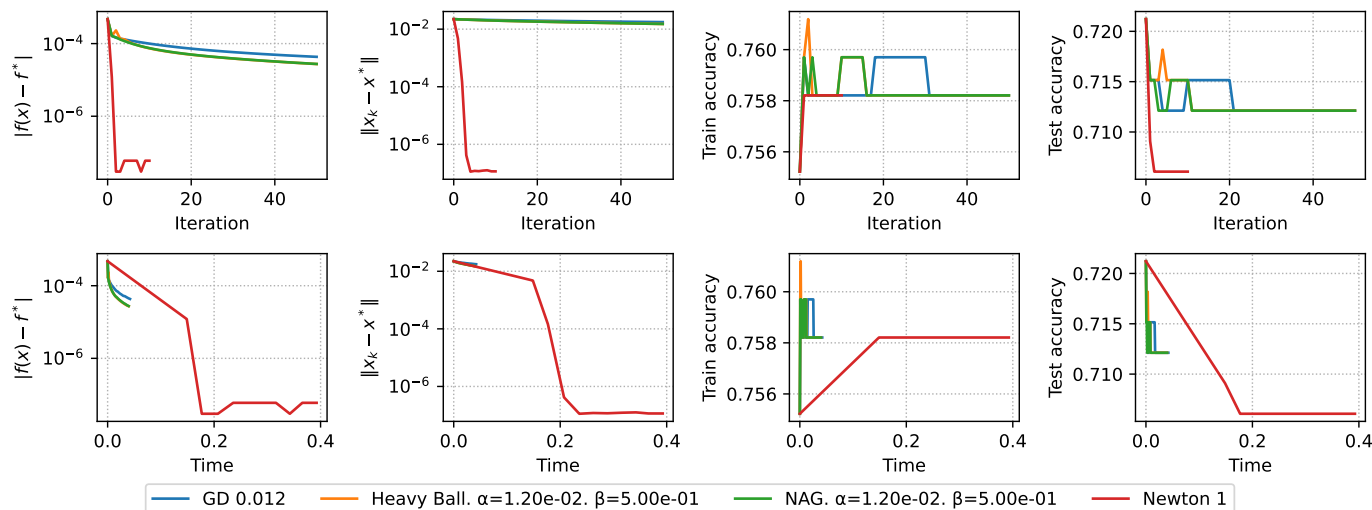 10⁻⁴
10⁻⁶
|f(x) − f*|
0 20 40
Iteration
10⁻²
10⁻⁴
10⁻⁶
‖x_k − x*‖
0 20 40
Iteration
0.760
0.758
0.756
Train accuracy
0 20 40
Iteration
0.720
0.715
0.710
Test accuracy
0 20 40
Iteration
10⁻⁴
10⁻⁶
|f(x) − f*|
0.0 0.2 0.4
Time
10⁻²
10⁻⁴
10⁻⁶
‖x_k − x*‖
0.0 0.2 0.4
Time
0.760
0.758
0.756
Train accuracy
0.0 0.2 0.4
Time
0.720
0.715
0.710
Test accuracy
0.0 0.2 0.4
Time
GD 0.012 Heavy Ball. α=1.20e-02. β=5.00e-01 NAG. α=1.20e-02. β=5.00e-01 Newton 1